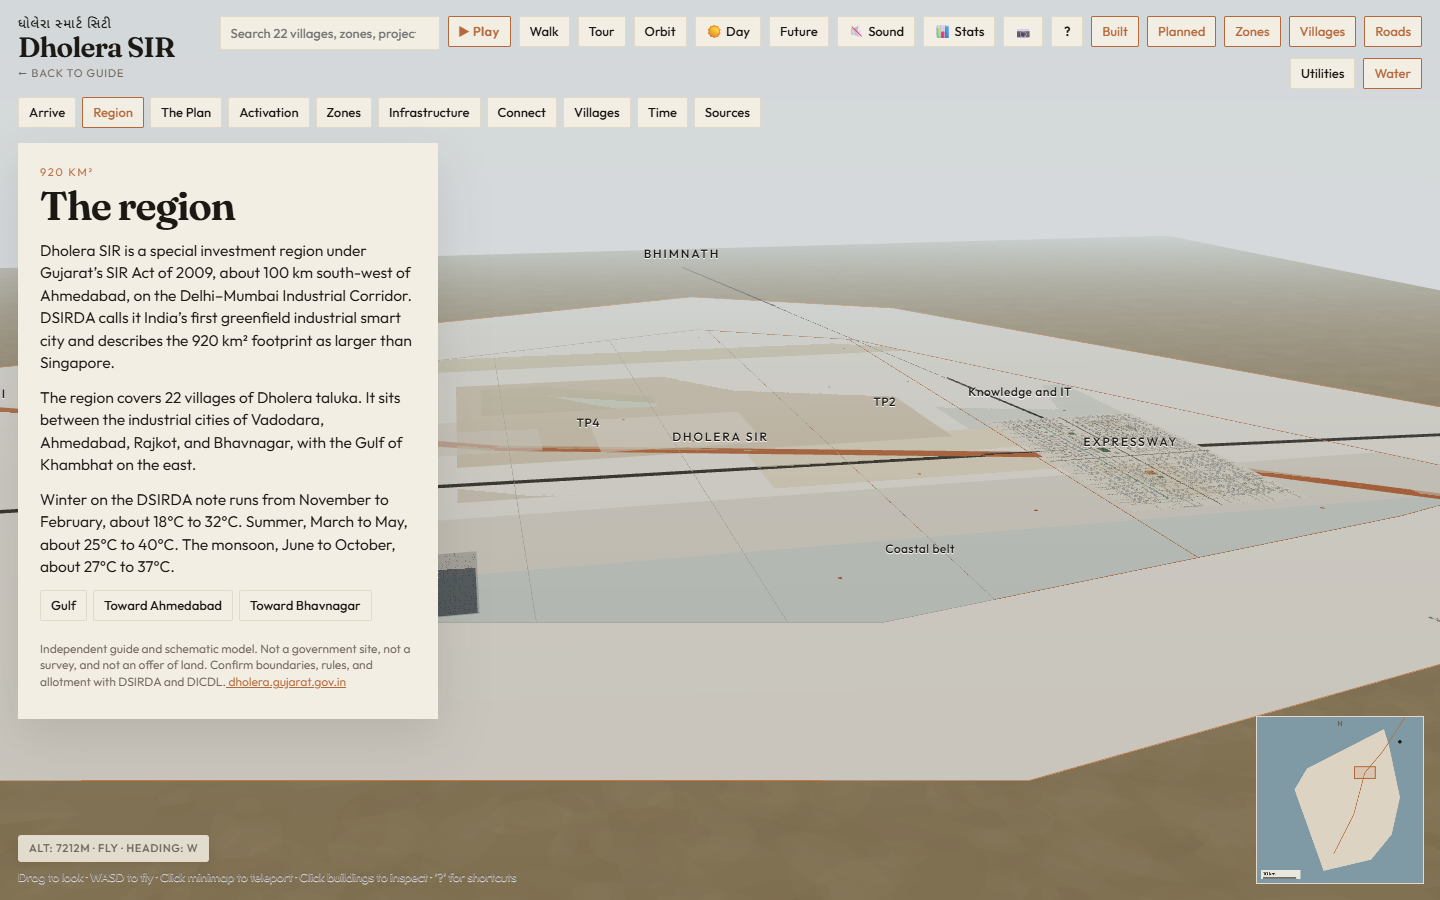 ધોલેરા સ્માર્ટ સિટી
Dholera SIR
← BACK TO GUIDE
Search 22 villages, zones, projec
▶ Play
Walk
Tour
Orbit
Day
Future
Sound
Stats
?
Built
Planned
Zones
Villages
Roads
Utilities
Water
Arrive
Region
The Plan
Activation
Zones
Infrastructure
Connect
Villages
Time
Sources
920 KM²
The region
Dholera SIR is a special investment region under
Gujarat’s SIR Act of 2009, about 100 km south-west of
Ahmedabad, on the Delhi–Mumbai Industrial Corridor.
DSIRDA calls it India’s first greenfield industrial smart
city and describes the 920 km² footprint as larger than
Singapore.
The region covers 22 villages of Dholera taluka. It sits
between the industrial cities of Vadodara,
Ahmedabad, Rajkot, and Bhavnagar, with the Gulf of
Khambhat on the east.
Winter on the DSIRDA note runs from November to
February, about 18°C to 32°C. Summer, March to May,
about 25°C to 40°C. The monsoon, June to October,
about 27°C to 37°C.
Gulf
Toward Ahmedabad
Toward Bhavnagar
Independent guide and schematic model. Not a government site, not a
survey, and not an offer of land. Confirm boundaries, rules, and
allotment with DSIRDA and DICDL. dholera.gujarat.gov.in
BHIMNATH
Knowledge and IT
TP2
TP4
DHOLERA SIR
EXPRESSWAY
Coastal belt
N
10 km
ALT: 7212M · FLY · HEADING: W
Drag to look · WASD to fly · Click minimap to teleport · Click buildings to inspect · '?' for shortcuts